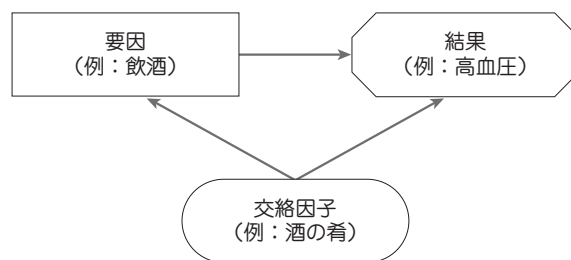 要因
（例：飲酒）
結果
（例：高血圧）
交絡因子
（例：酒の肴）